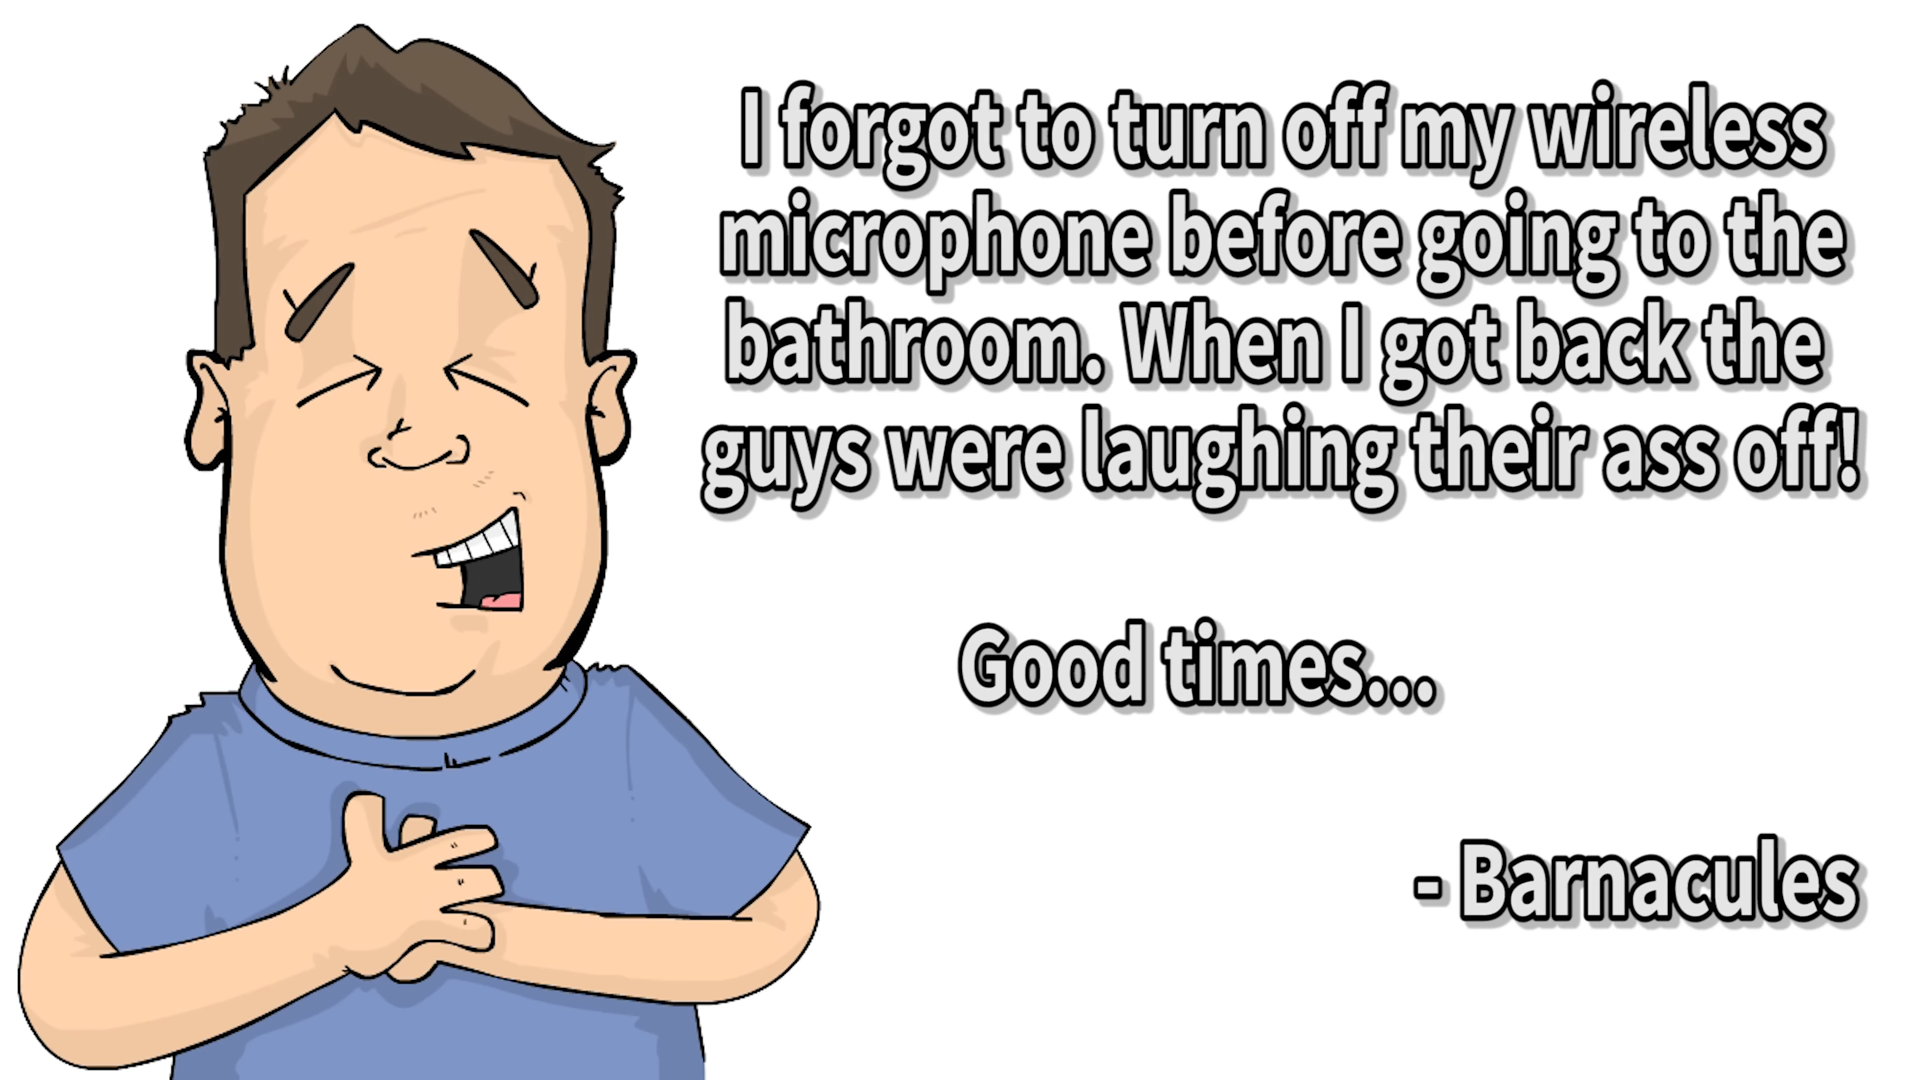 I forgot to turn off my wireless
microphone before going to the
bathroom. When I got back the
guys were laughing their ass off!
Good times...
- Barnacules